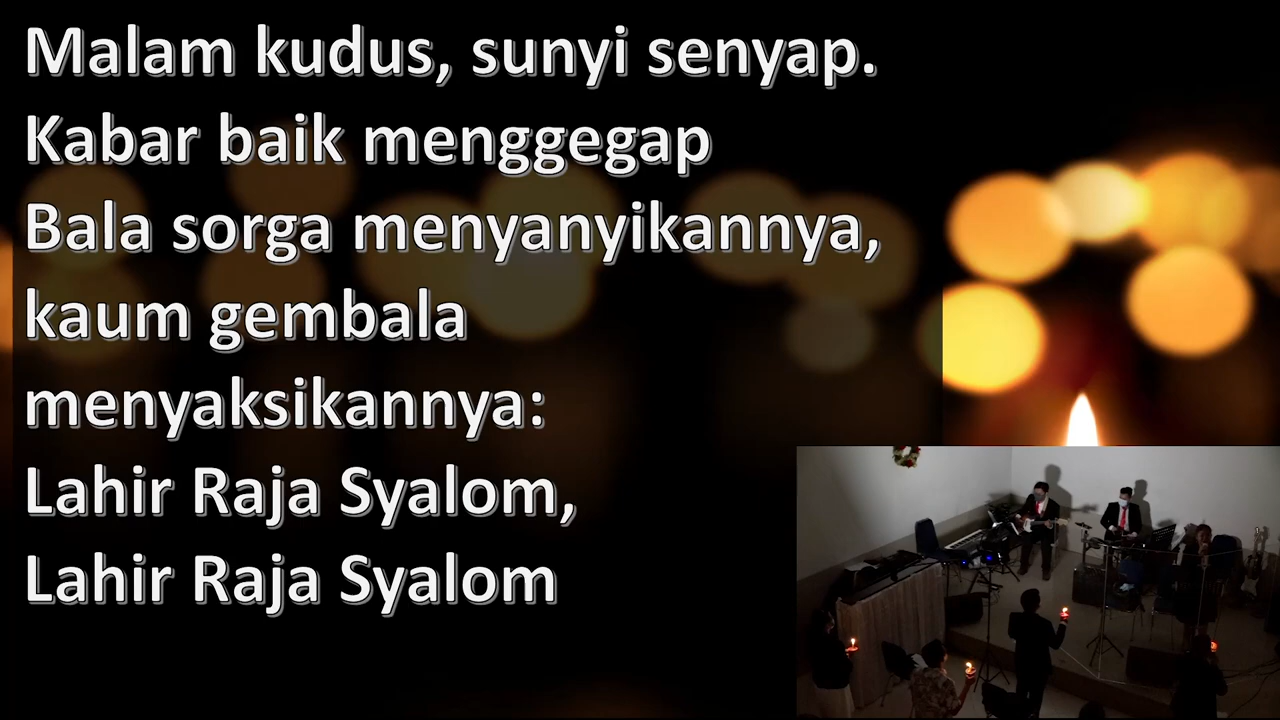 Malam kudus, sunyi senyap.
Kabar baik menggegap
Bala sorga menyanyikannya,
kaum gembala
menyaksikannya:
Lahir Raja Syalom,
Lahir Raja Syalom